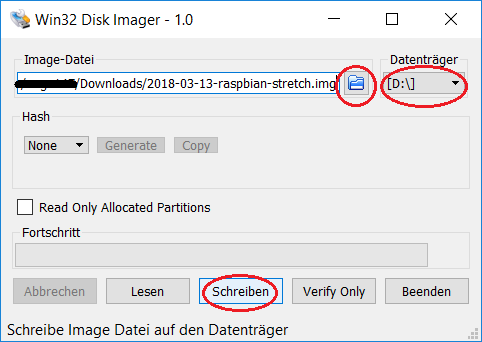 Win32 Disk Imager - 1.0
Image-Datei
Datenträger
/Downloads/2018-03-13-raspbian-stretch.img
[D:\]
Hash
None
Generate
Copy
Read Only Allocated Partitions
Fortschritt
Abbrechen
Lesen
Schreiben
Verify Only
Beenden
Schreibe Image Datei auf den Datenträger